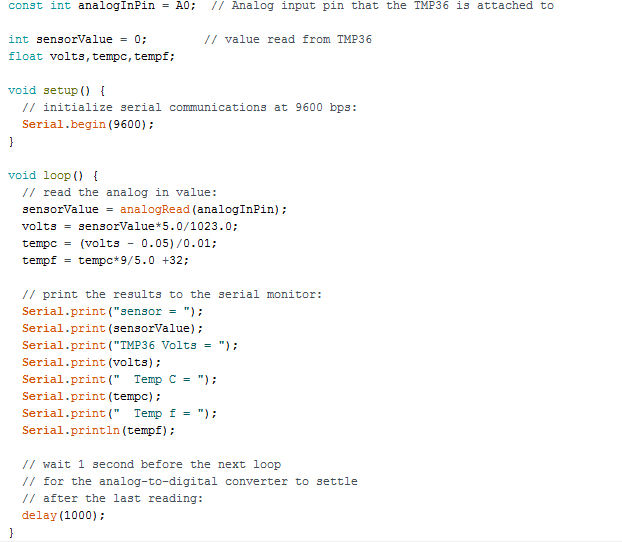 const int analogInPin = A0;  // Analog input pin that the TMP36 is attached to
int sensorValue = 0;        // value read from TMP36
float volts,tempc,tempf;
void setup() {
  // initialize serial communications at 9600 bps:
  Serial.begin(9600);
}
void loop() {
  // read the analog in value:
  sensorValue = analogRead(analogInPin);
  volts = sensorValue*5.0/1023.0;
  tempc = (volts - 0.05)/0.01;
  tempf = tempc*9/5.0 +32;
  // print the results to the serial monitor:
  Serial.print("sensor = ");
  Serial.print(sensorValue);
  Serial.print("TMP36 Volts = ");
  Serial.print(volts);
  Serial.print("  Temp C = ");
  Serial.print(tempc);
  Serial.print("  Temp f = ");
  Serial.println(tempf);
  // wait 1 second before the next loop
  // for the analog-to-digital converter to settle
  // after the last reading:
  delay(1000);
}